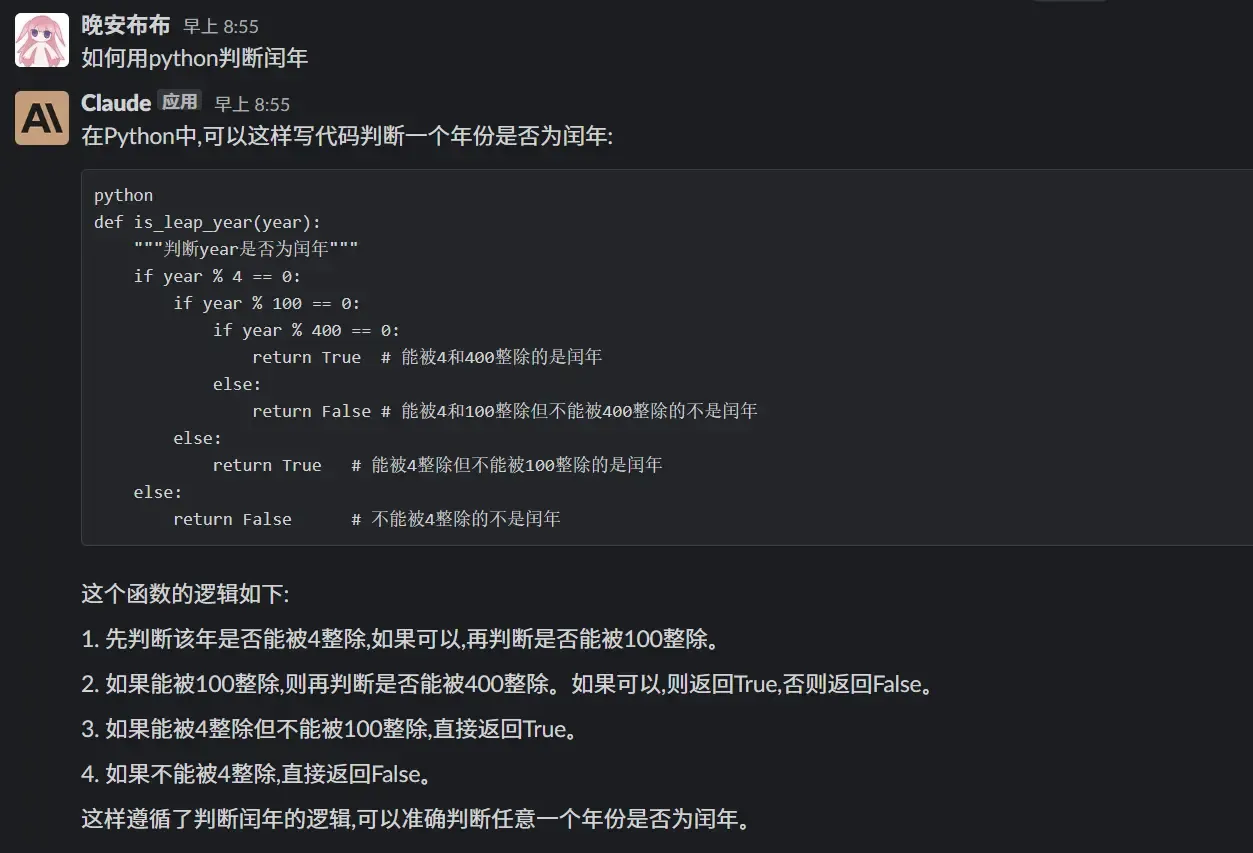 晚安布布 早上 8:55
如何用python判断闰年
Claude 应用 早上 8:55
在Python中,可以这样写代码判断一个年份是否为闰年:
python
def is_leap_year(year):
    """判断year是否为闰年"""
    if year % 4 == 0:
        if year % 100 == 0:
            if year % 400 == 0:
                return True  # 能被4和400整除的是闰年
            else:
                return False # 能被4和100整除但不能被400整除的不是闰年
        else:
            return True   # 能被4整除但不能被100整除的是闰年
    else:
        return False      # 不能被4整除的不是闰年
这个函数的逻辑如下:
1. 先判断该年是否能被4整除,如果可以,再判断是否能被100整除。
2. 如果能被100整除,则再判断是否能被400整除。如果可以,则返回True,否则返回False。
3. 如果能被4整除但不能被100整除,直接返回True。
4. 如果不能被4整除,直接返回False。
这样遵循了判断闰年的逻辑,可以准确判断任意一个年份是否为闰年。